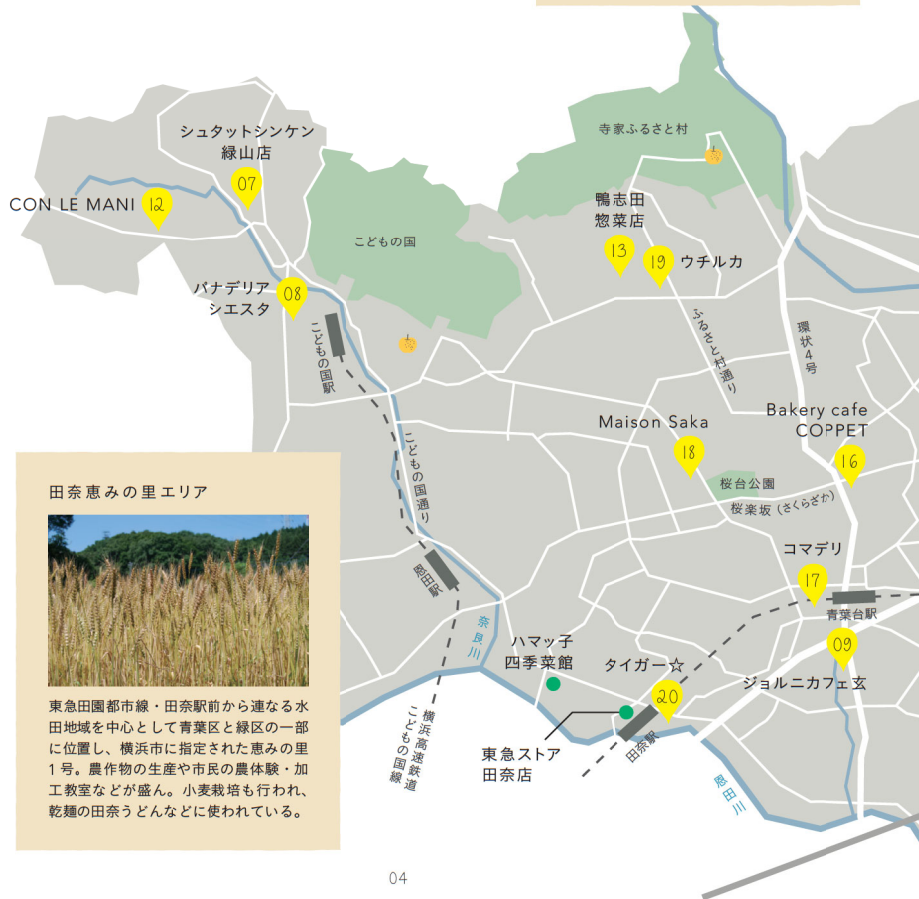 寺家ふるさと村
シュタットシンケン
緑山店
07
CON LE MANI
12
鴨志田
惣菜店
13
19
ウチルカ
こどもの国
パナデリア
シエスタ
08
こどもの国駅
ふるさと村通り
環状4号
Maison Saka
18
Bakery cafe
COPPET
16
桜台公園
桜楽坂(さくらざか)
こどもの国通り
恩田駅
コマデリ
17
青葉台駅
09
ジョルニカフェ玄
奈良川
ハマッ子
四季菜館
タイガー☆
20
東急ストア
田奈店
田奈駅
恩田川
横浜高速鉄道
こどもの国線
田奈恵みの里エリア
東急田園都市線・田奈駅前から連なる水
田地域を中心として青葉区と緑区の一部
に位置し、横浜市に指定された恵みの里
1号。農作物の生産や市民の農体験・加
工教室などが盛ん。小麦栽培も行われ、
乾麺の田奈うどんなどに使われている。
04